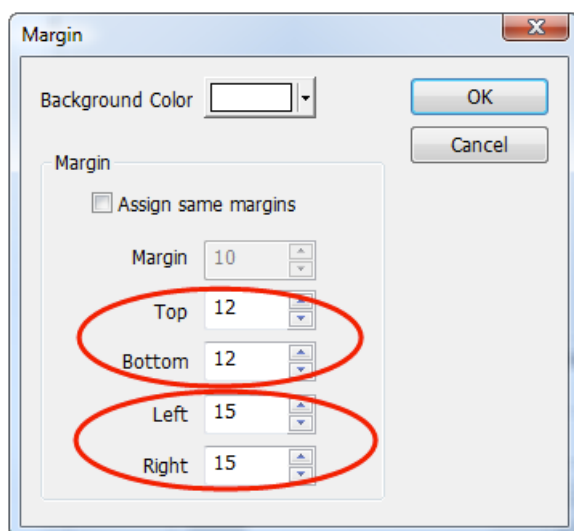 Margin
Background Color
OK
Cancel
Margin
Assign same margins
Margin 10
Top 12
Bottom 12
Left 15
Right 15